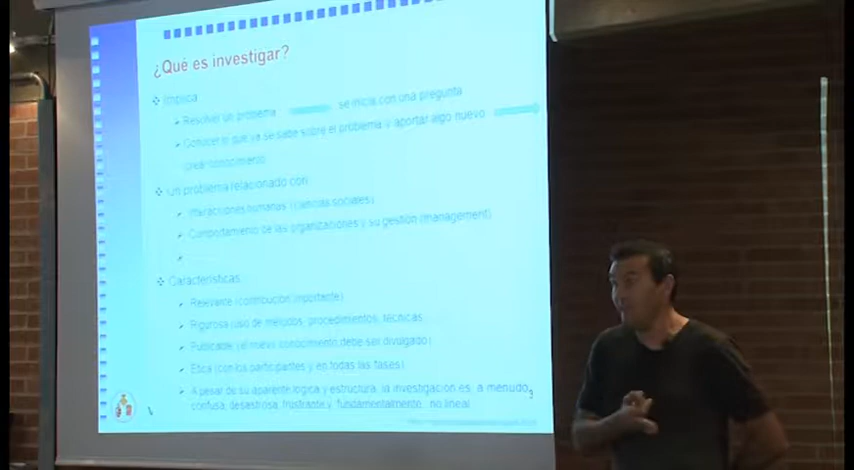 ¿Qué es investigar?
Implica
Resolver un problema se inicia con una pregunta
Conocer lo que ya se sabe sobre el problema y aportar algo nuevo
crear conocimiento
Un problema relacionado con:
Interacciones humanas (ciencias sociales)
Comportamiento de las organizaciones y su gestión (management)
Características:
Relevante (contribución importante)
Rigurosa (uso de métodos, procedimientos, técnicas
Publicable (el nuevo conocimiento debe ser divulgado)
Ética (con los participantes y en todas las fases)
A pesar de su aparente lógica y estructura, la investigación es, a menudo,
confusa, desastrosa, frustrante y fundamentalmente no lineal